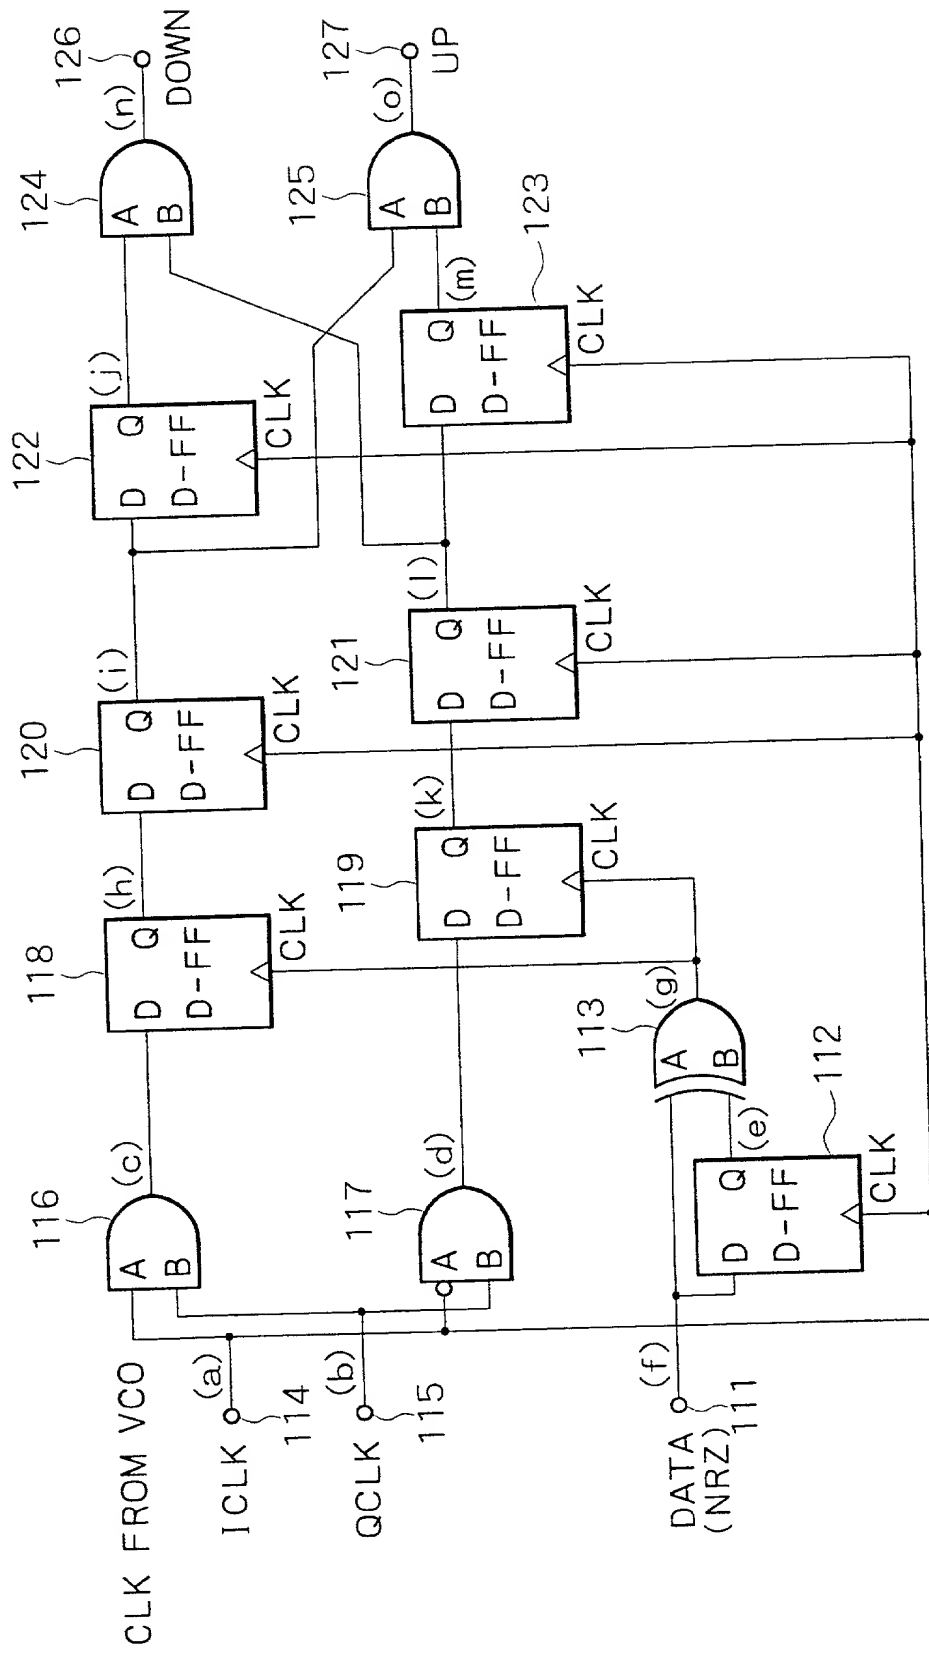 CLK FROM VCO
ICLK
114
(a)
QCLK
115
(b)
DATA
(NRZ)
111
(f)
116
A
B
(c)
117
A
B
(d)
112
D
Q
D-FF
CLK
(e)
113
A
B
(g)
118
D
Q
D-FF
CLK
(h)
119
D
Q
D-FF
CLK
(k)
120
D
Q
D-FF
CLK
(i)
121
D
Q
D-FF
CLK
(l)
122
D
Q
D-FF
CLK
(j)
123
D
Q
D-FF
CLK
(m)
124
A
B
(n)
126
DOWN
125
A
B
(o)
127
UP